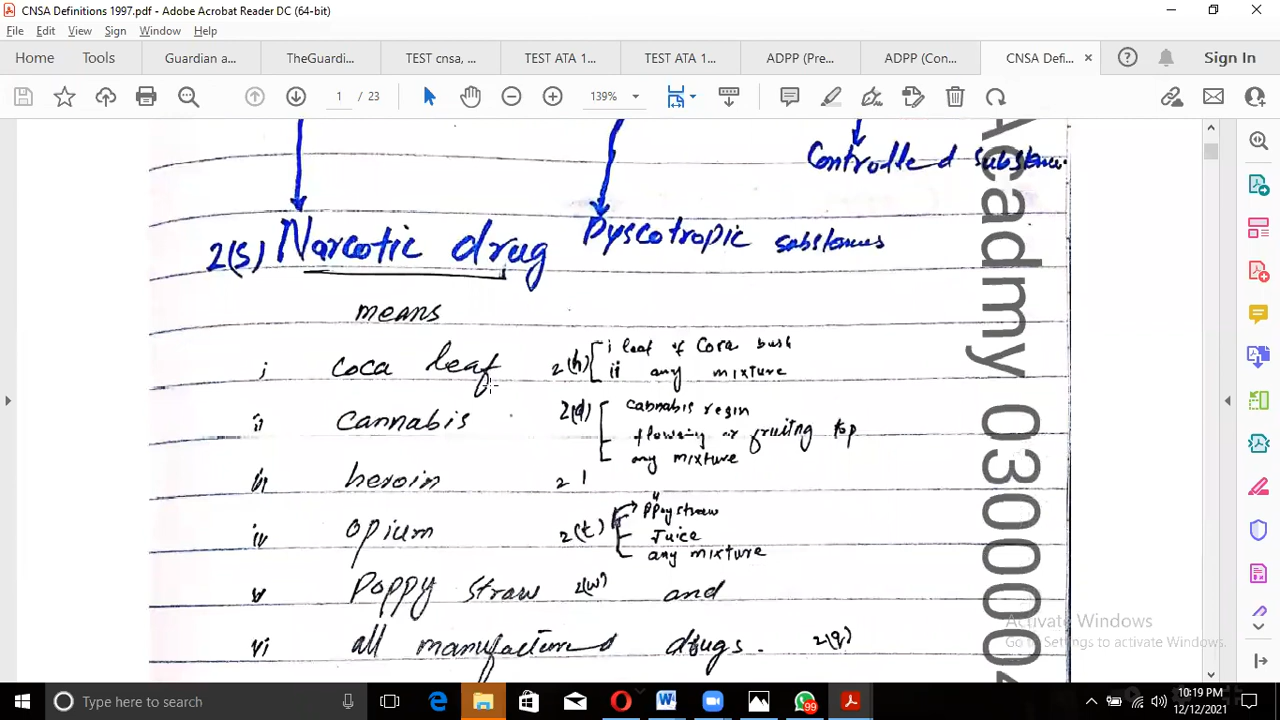 CNSA Definitions 1997.pdf - Adobe Acrobat Reader DC (64-bit)
File Edit View Sign Window Help
Home Tools Guardian a... TheGuardi... TEST cnsa, ... TEST ATA 1... TEST ATA 1... ADPP (Pre... ADPP (Con... CNSA Defi... Sign In
1 / 23 139%
Controlled substance
2(s) Narcotic drug Pyscotropic substances
means
i coca leaf 2(h) i leaf of Coca bush
ii any mixture
ii cannabis 2(d) cannabis resin
flowering or fruiting top
any mixture
iii heroin 2 l
iv opium 2(t) poppy straw
Juice
any mixture
v poppy straw 2(w) and
vi all manufactured drugs. 2(q)
Acadmy 03000004
Activate Windows
Go to Settings to activate Windows.
Type here to search
99
10:19 PM
12/12/2021